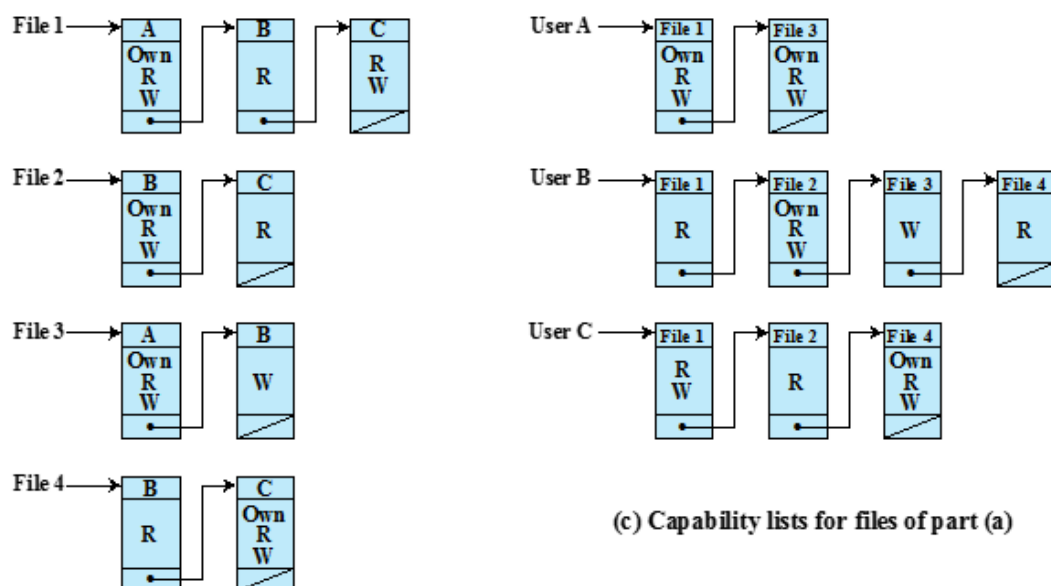 File 1
A
Own
R
W
B
R
C
R
W
File 2
B
Own
R
W
C
R
File 3
A
Own
R
W
B
W
File 4
B
R
C
Own
R
W
User A
File 1
Own
R
W
File 3
Own
R
W
User B
File 1
R
File 2
Own
R
W
File 3
W
File 4
R
User C
File 1
R
W
File 2
R
File 4
Own
R
W
(c) Capability lists for files of part (a)